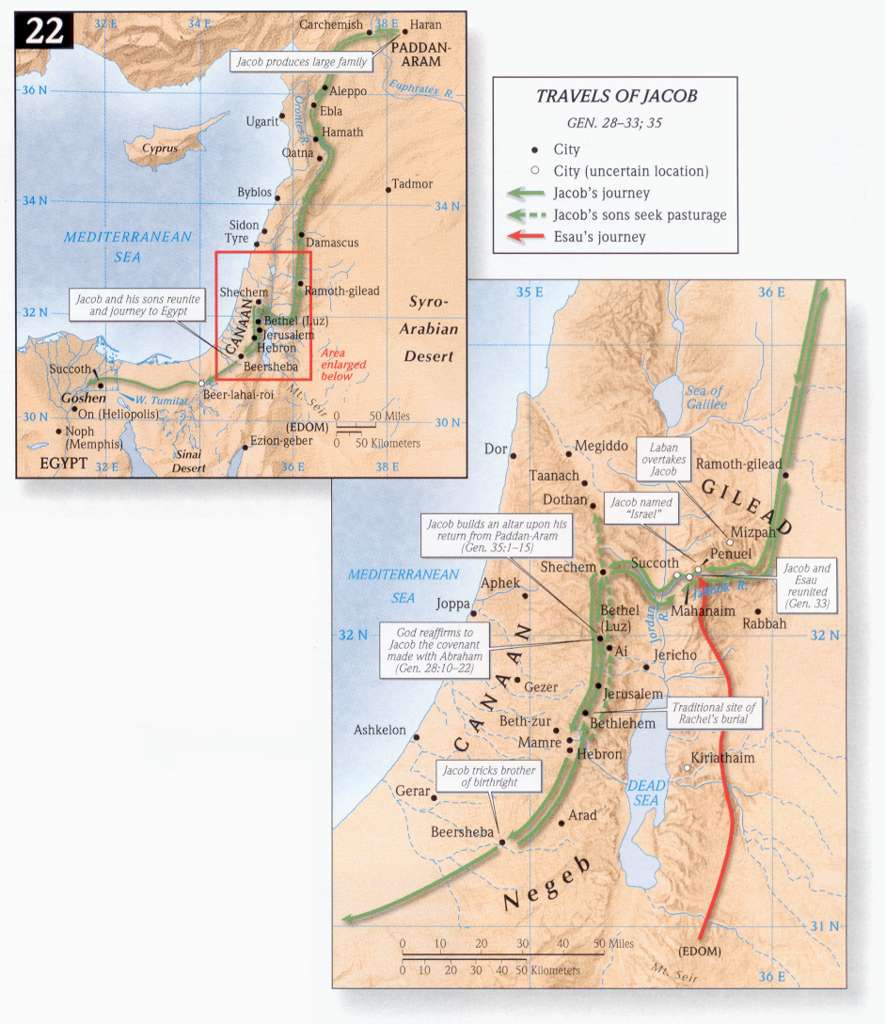 22
32 E
34 E
38 E
Carchemish
Haran
PADDAN-
ARAM
Jacob produces large family
Euphrates R.
36 N
Aleppo
Ebla
Orontes R.
Ugarit
Hamath
Qatna
Cyprus
Tadmor
Byblos
34 N
34 N
Sidon
Tyre
MEDITERRANEAN
SEA
Damascus
Shechem
Ramoth-gilead
Jacob and his sons reunite
and journey to Egypt
32 N
CANAAN
Bethel (Luz)
Jerusalem
Hebron
Beersheba
32 N
Syro-
Arabian
Desert
Area
enlarged
below
Succoth
Goshen
W. Tumilat
Beer-lahai-roi
Mt. Seir
On (Heliopolis)
30 N
Noph
(Memphis)
(EDOM)
0 50 Miles
0 50 Kilometers
30 N
EGYPT
32 E
Sinai
Desert
Ezion-geber
36 E
38 E
TRAVELS OF JACOB
GEN. 28–33; 35
City
City (uncertain location)
Jacob's journey
Jacob's sons seek pasturage
Esau's journey
35 E
36 E
Sea of
Galilee
Dor
Megiddo
Taanach
Dothan
Laban
overtakes
Jacob
Ramoth-gilead
GILEAD
Jacob named
"Israel"
Mizpah
Jacob builds an altar upon his
return from Paddan-Aram
(Gen. 35:1–15)
Shechem
Succoth
Penuel
Jacob and
Esau
reunited
(Gen. 33)
Jabbok R.
Mahanaim
MEDITERRANEAN
SEA
Aphek
Joppa
Bethel
(Luz)
Jordan R.
Rabbah
32 N
32 N
God reaffirms to
Jacob the covenant
made with Abraham
(Gen. 28:10–22)
CANAAN
Ai
Jericho
Gezer
Jerusalem
Traditional site of
Rachel's burial
Beth-zur
Bethlehem
Ashkelon
Mamre
Hebron
Kiriathaim
Jacob tricks brother
of birthright
DEAD
SEA
Gerar
Beersheba
Arad
Negeb
31 N
0 10 20 30 40 50 Miles
0 10 20 30 40 50 Kilometers
(EDOM)
Mt. Seir
36 E